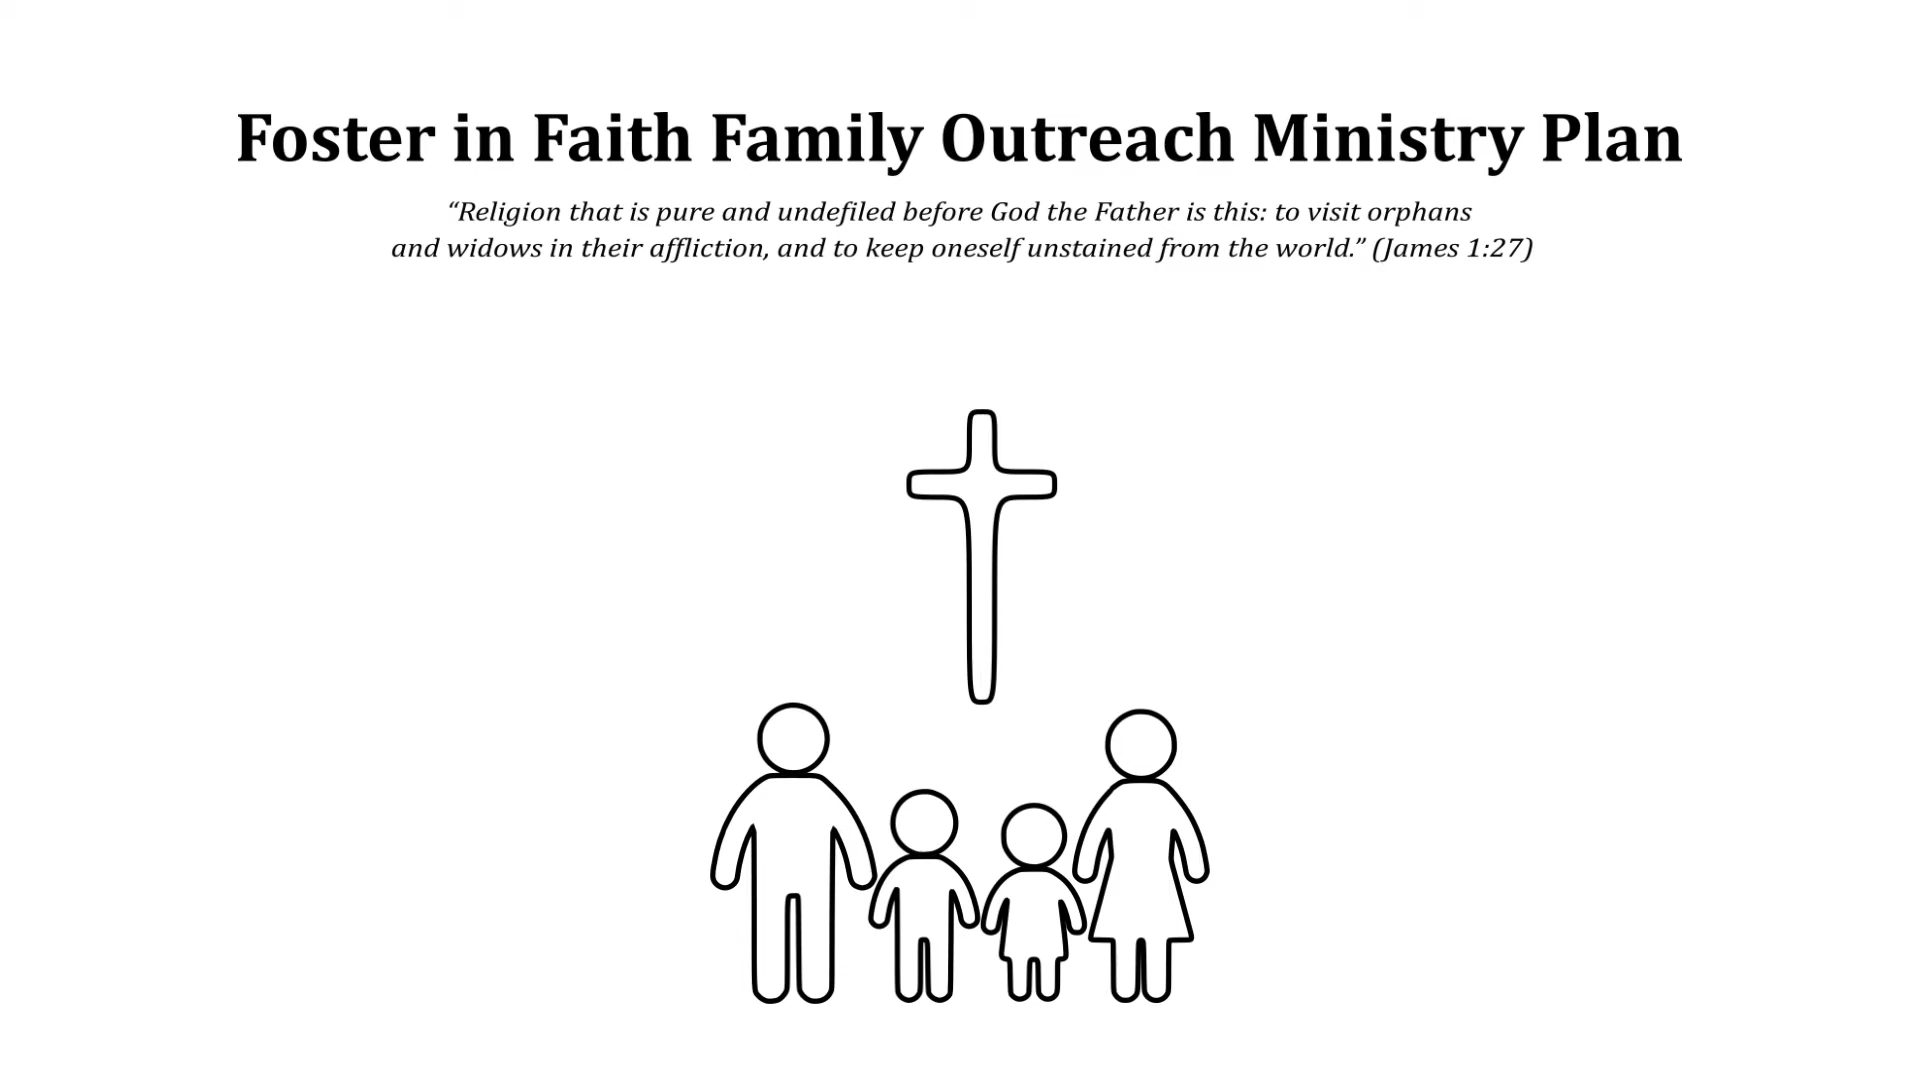 Foster in Faith Family Outreach Ministry Plan
“Religion that is pure and undefiled before God the Father is this: to visit orphans
and widows in their affliction, and to keep oneself unstained from the world.” (James 1:27)